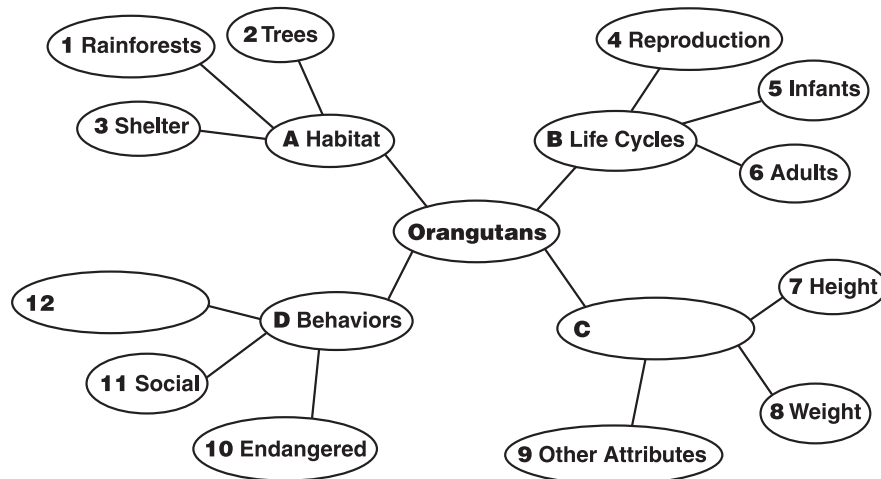 1 Rainforests
2 Trees
3 Shelter
A Habitat
4 Reproduction
5 Infants
B Life Cycles
6 Adults
Orangutans
12
D Behaviors
11 Social
10 Endangered
C
7 Height
8 Weight
9 Other Attributes